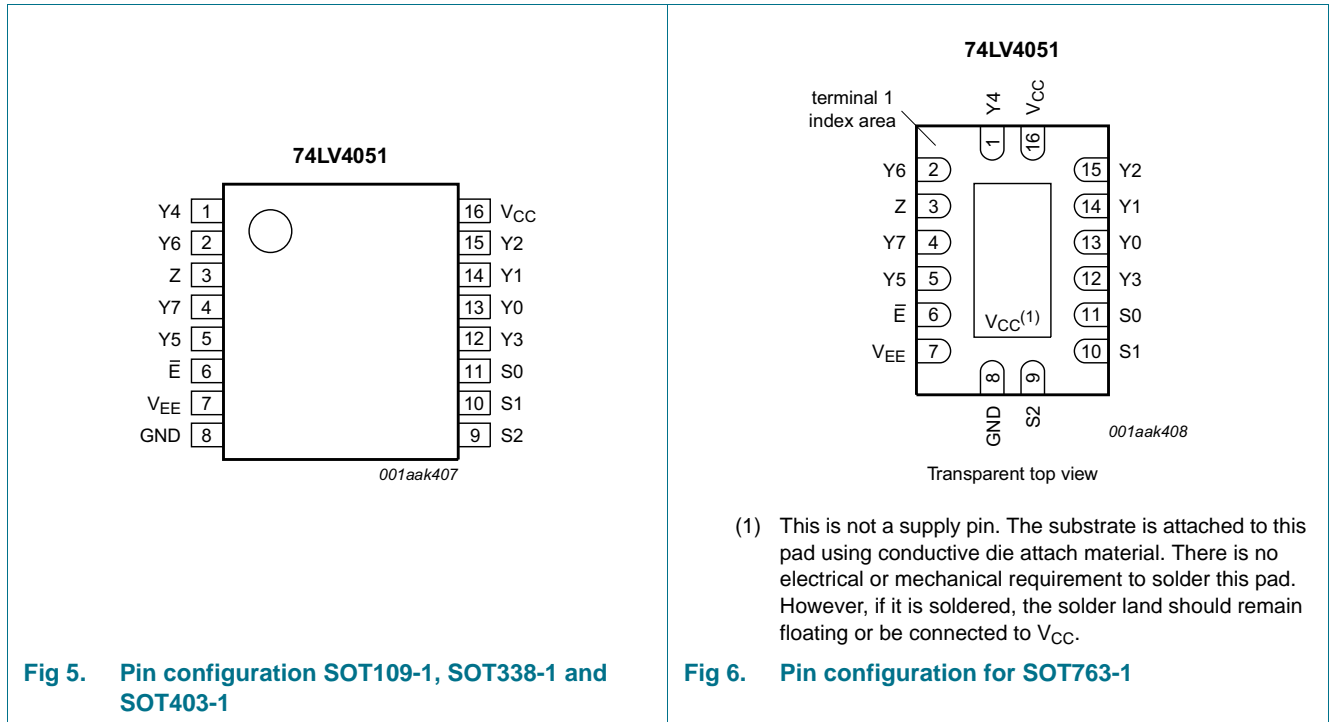 74LV4051
Y4 1
Y6 2
Z 3
Y7 4
Y5 5
E̅ 6
VEE 7
GND 8
16 VCC
15 Y2
14 Y1
13 Y0
12 Y3
11 S0
10 S1
9 S2
001aak407
Fig 5. Pin configuration SOT109-1, SOT338-1 and
SOT403-1
74LV4051
terminal 1
index area
Y4
VCC
1
16
Y6 2
Z 3
Y7 4
Y5 5
E̅ 6
VEE 7
15 Y2
14 Y1
13 Y0
12 Y3
11 S0
10 S1
VCC(1)
8
9
GND
S2
001aak408
Transparent top view
(1) This is not a supply pin. The substrate is attached to this
pad using conductive die attach material. There is no
electrical or mechanical requirement to solder this pad.
However, if it is soldered, the solder land should remain
floating or be connected to VCC.
Fig 6. Pin configuration for SOT763-1